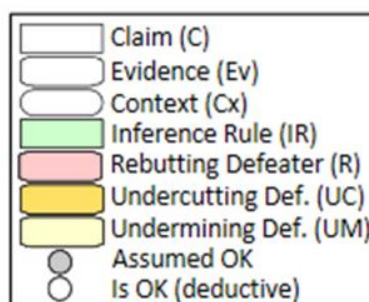 Claim (C)
Evidence (Ev)
Context (Cx)
Inference Rule (IR)
Rebutting Defeater (R)
Undercutting Def. (UC)
Undermining Def. (UM)
Assumed OK
Is OK (deductive)